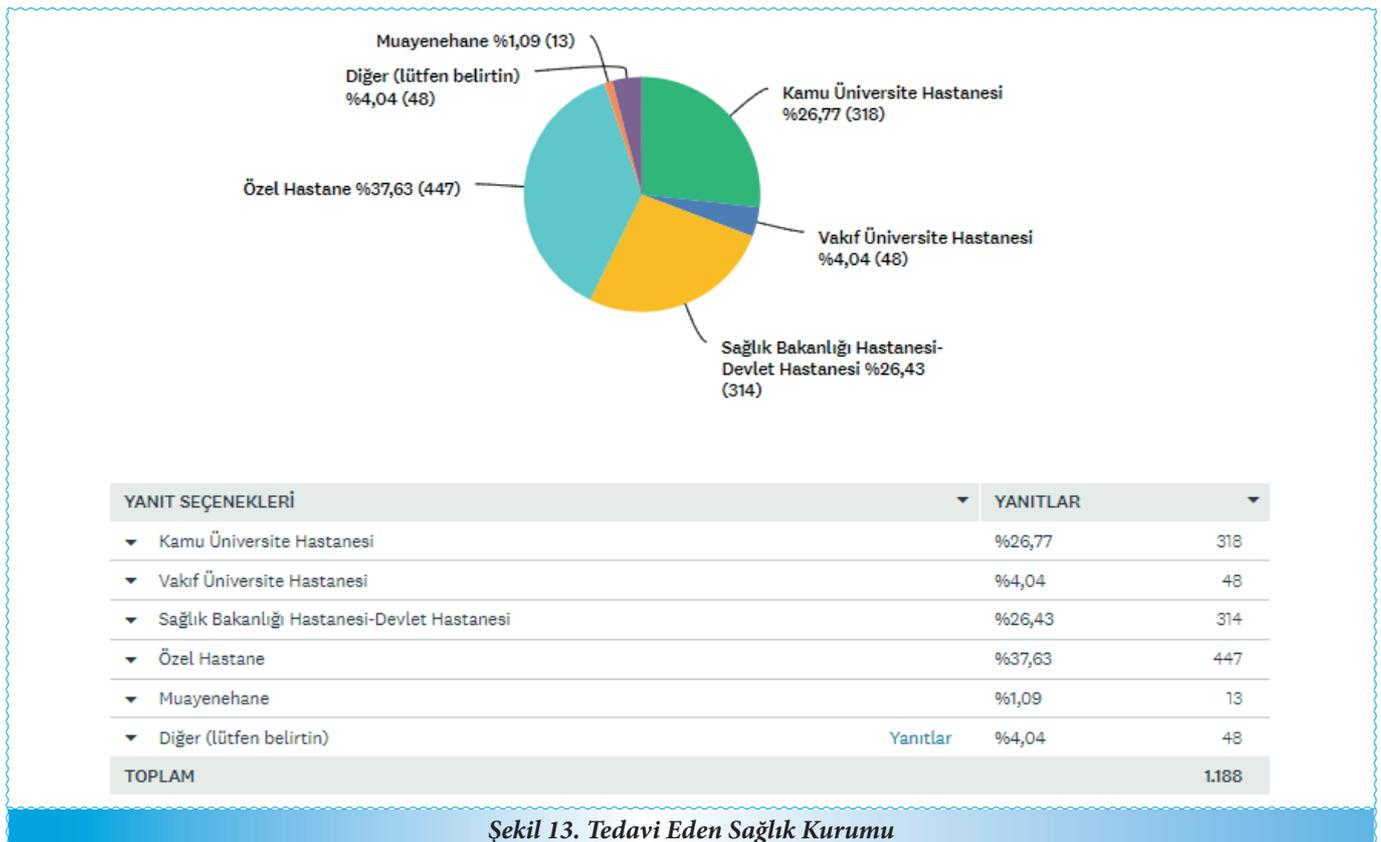 Muayenehane %1,09 (13)
Diğer (lütfen belirtin)
%4,04 (48)
Kamu Üniversite Hastanesi
%26,77 (318)
Özel Hastane %37,63 (447)
Vakıf Üniversite Hastanesi
%4,04 (48)
Sağlık Bakanlığı Hastanesi-
Devlet Hastanesi %26,43
(314)
YANIT SEÇENEKLERİ YANITLAR
Kamu Üniversite Hastanesi %26,77 318
Vakıf Üniversite Hastanesi %4,04 48
Sağlık Bakanlığı Hastanesi-Devlet Hastanesi %26,43 314
Özel Hastane %37,63 447
Muayenehane %1,09 13
Diğer (lütfen belirtin) Yanıtlar %4,04 48
TOPLAM 1.188
Şekil 13. Tedavi Eden Sağlık Kurumu